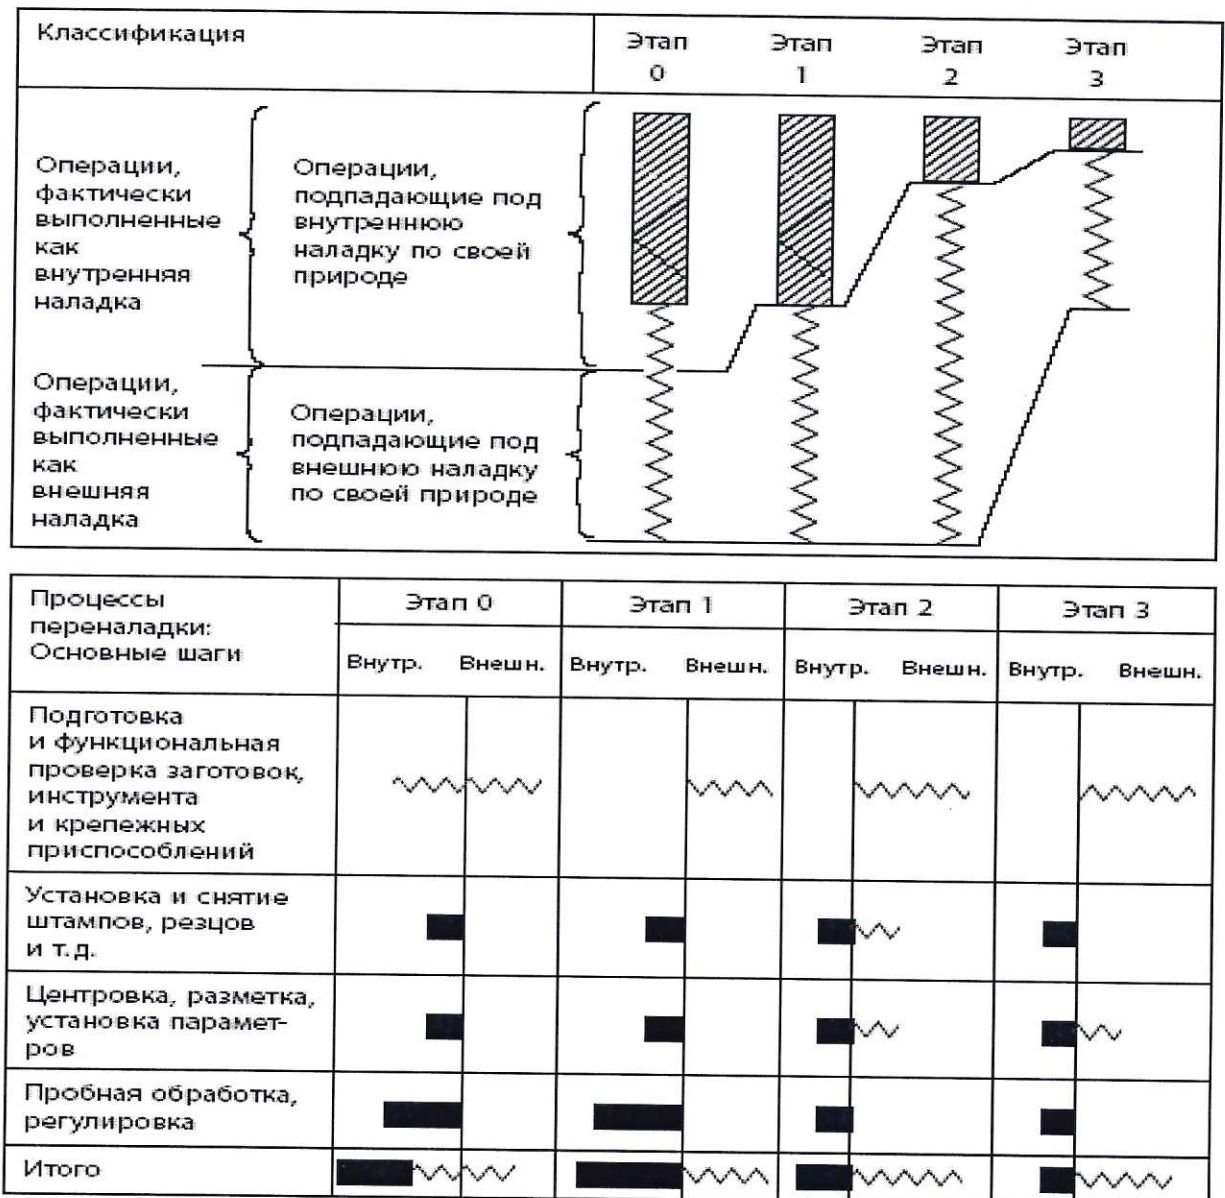 Классификация
Этап
0
Этап
1
Этап
2
Этап
3
Операции,
фактически
выполненные
как
внутренняя
наладка
Операции,
подпадающие под
внутреннюю
наладку по своей
природе
Операции,
фактически
выполненные
как
внешняя
наладка
Операции,
подпадающие под
внешнюю наладку
по своей природе
Процессы
переналадки:
Основные шаги
Этап 0
Этап 1
Этап 2
Этап 3
Внутр. Внешн.
Внутр. Внешн.
Внутр. Внешн.
Внутр. Внешн.
Подготовка
и функциональная
проверка заготовок,
инструмента
и крепежных
приспособлений
Установка и снятие
штампов, резцов
и т.д.
Центровка, разметка,
установка парамет-
ров
Пробная обработка,
регулировка
Итого